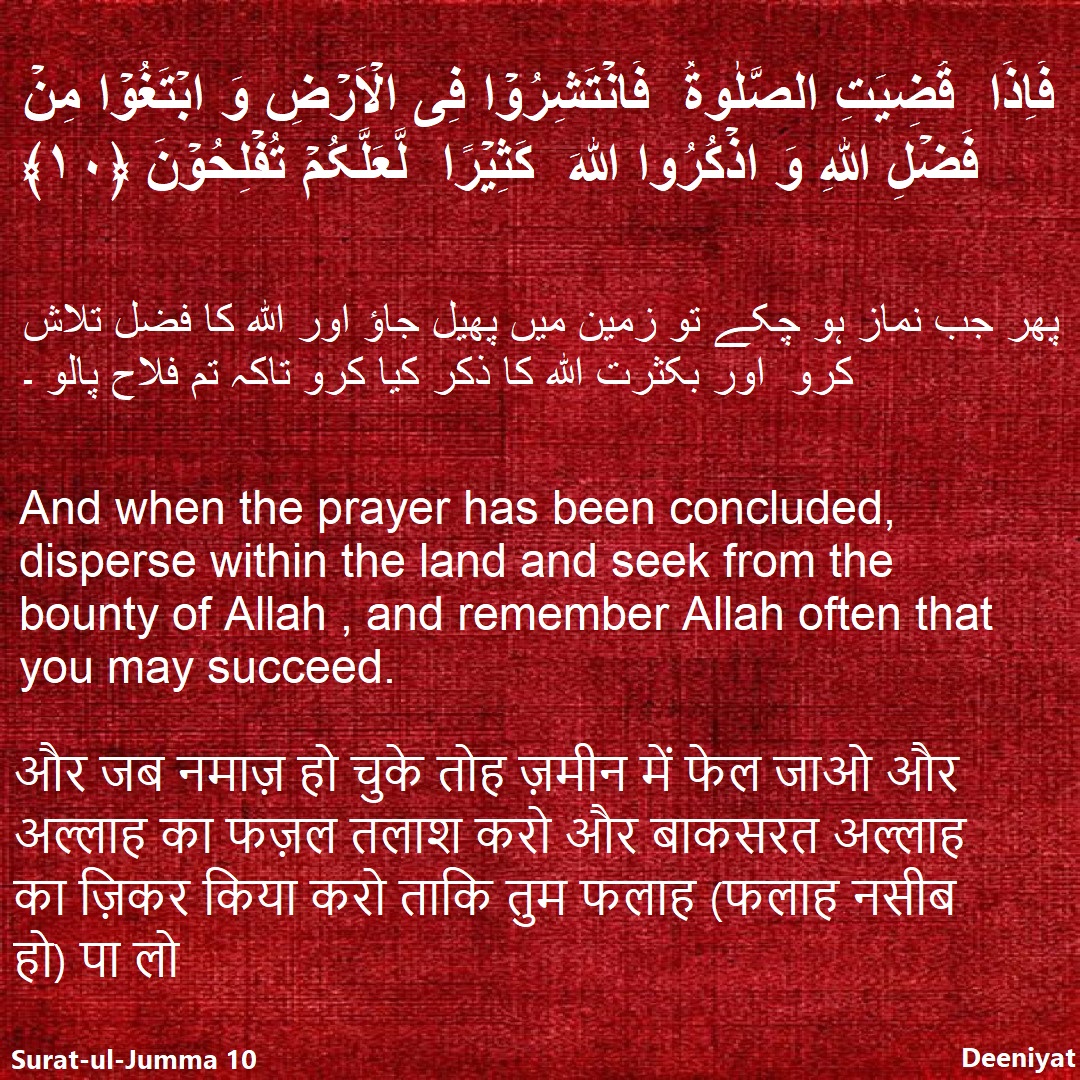 فَاِذَا قُضِيَتِ الصَّلٰوةُ فَانْتَشِرُوْا فِی الْاَرْضِ وَ ابْتَغُوْا مِنْ
فَضْلِ اللهِ وَ اذْكُرُوا اللهَ كَثِيْرًا لَّعَلَّكُمْ تُفْلِحُوْنَ ﴿۱۰﴾
پھر جب نماز ہو چکے تو زمین میں پھیل جاؤ اور اللہ کا فضل تلاش
کرو اور بکثرت اللہ کا ذکر کیا کرو تاکہ تم فلاح پالو ۔
And when the prayer has been concluded,
disperse within the land and seek from the
bounty of Allah , and remember Allah often that
you may succeed.
और जब नमाज़ हो चुके तोह ज़मीन में फेल जाओ और
अल्लाह का फज़ल तलाश करो और बाकसरत अल्लाह
का ज़िकर किया करो ताकि तुम फलाह (फलाह नसीब
हो) पा लो
Surat-ul-Jumma 10
Deeniyat